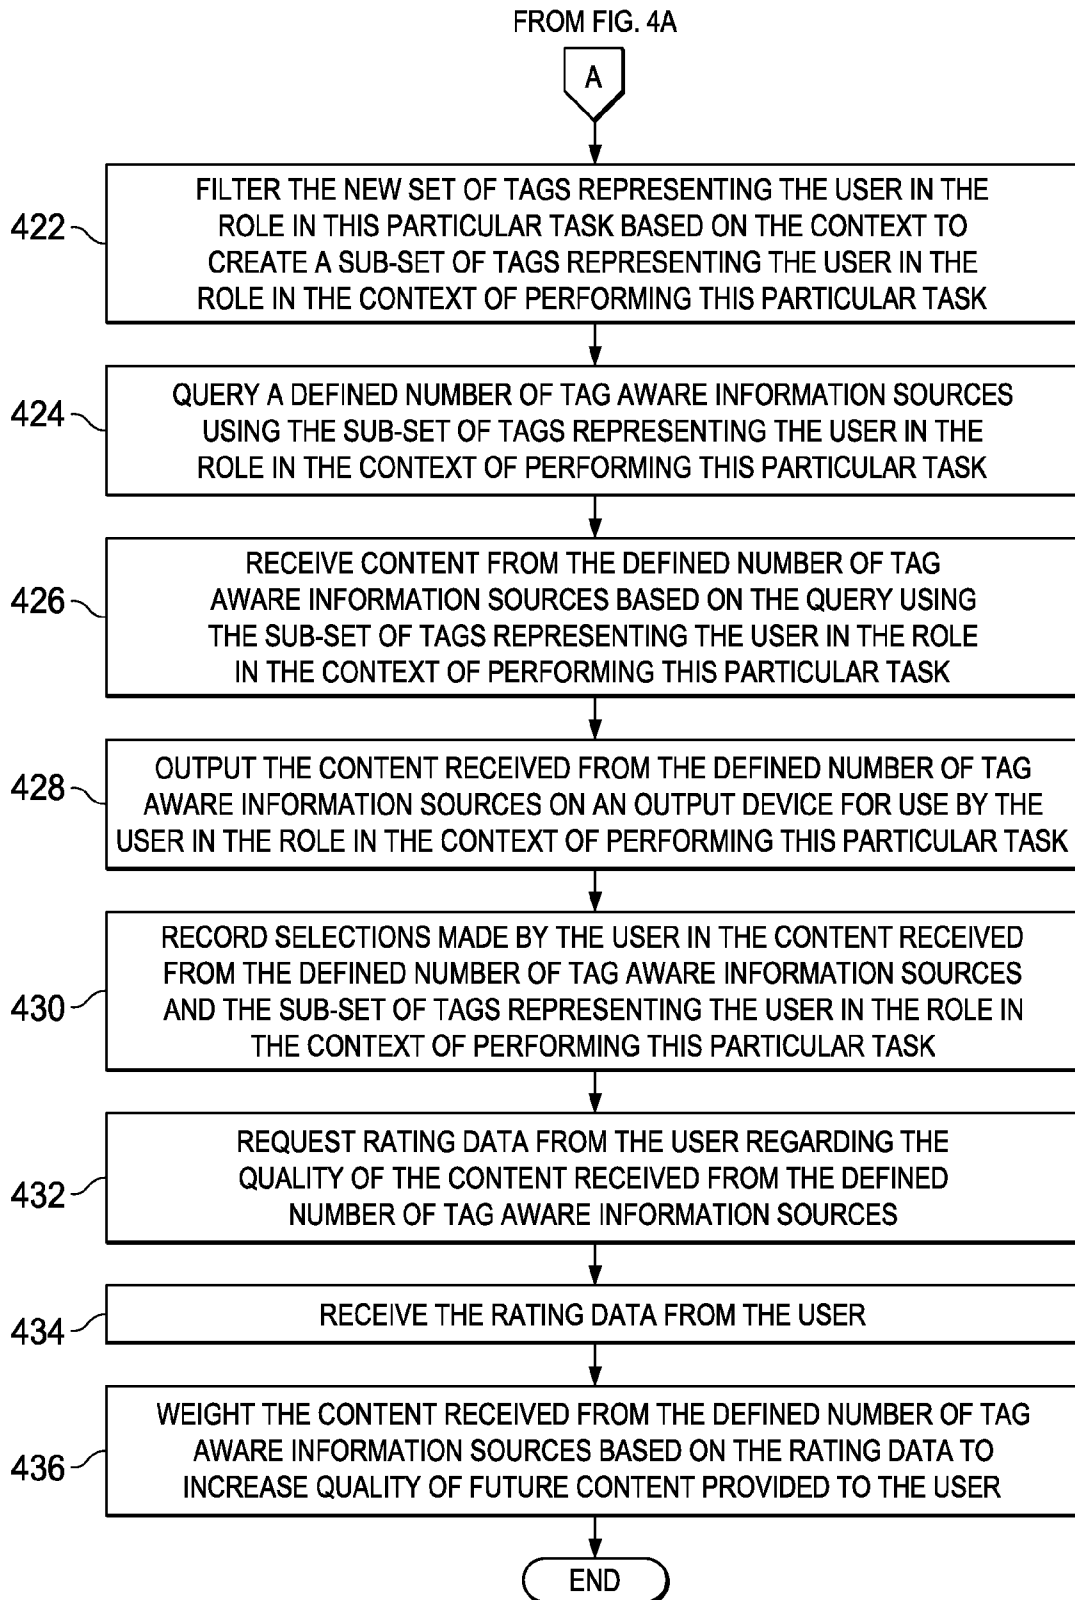 FROM FIG. 4A
A
422
FILTER THE NEW SET OF TAGS REPRESENTING THE USER IN THE
ROLE IN THIS PARTICULAR TASK BASED ON THE CONTEXT TO
CREATE A SUB-SET OF TAGS REPRESENTING THE USER IN THE
ROLE IN THE CONTEXT OF PERFORMING THIS PARTICULAR TASK
424
QUERY A DEFINED NUMBER OF TAG AWARE INFORMATION SOURCES
USING THE SUB-SET OF TAGS REPRESENTING THE USER IN THE
ROLE IN THE CONTEXT OF PERFORMING THIS PARTICULAR TASK
426
RECEIVE CONTENT FROM THE DEFINED NUMBER OF TAG
AWARE INFORMATION SOURCES BASED ON THE QUERY USING
THE SUB-SET OF TAGS REPRESENTING THE USER IN THE ROLE
IN THE CONTEXT OF PERFORMING THIS PARTICULAR TASK
428
OUTPUT THE CONTENT RECEIVED FROM THE DEFINED NUMBER OF TAG
AWARE INFORMATION SOURCES ON AN OUTPUT DEVICE FOR USE BY THE
USER IN THE ROLE IN THE CONTEXT OF PERFORMING THIS PARTICULAR TASK
430
RECORD SELECTIONS MADE BY THE USER IN THE CONTENT RECEIVED
FROM THE DEFINED NUMBER OF TAG AWARE INFORMATION SOURCES
AND THE SUB-SET OF TAGS REPRESENTING THE USER IN THE ROLE IN
THE CONTEXT OF PERFORMING THIS PARTICULAR TASK
432
REQUEST RATING DATA FROM THE USER REGARDING THE
QUALITY OF THE CONTENT RECEIVED FROM THE DEFINED
NUMBER OF TAG AWARE INFORMATION SOURCES
434
RECEIVE THE RATING DATA FROM THE USER
436
WEIGHT THE CONTENT RECEIVED FROM THE DEFINED NUMBER OF TAG
AWARE INFORMATION SOURCES BASED ON THE RATING DATA TO
INCREASE QUALITY OF FUTURE CONTENT PROVIDED TO THE USER
END